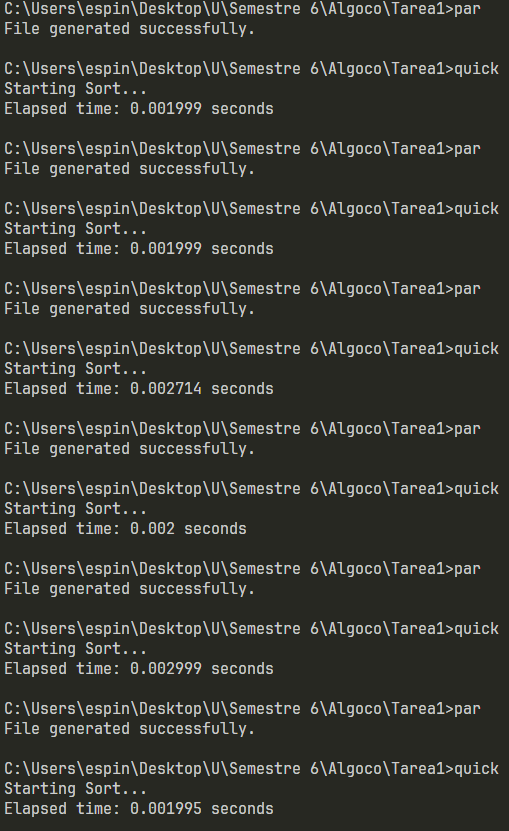 C:\Users\espin\Desktop\U\Semestre 6\Algoco\Tarea1>par
File generated successfully.
C:\Users\espin\Desktop\U\Semestre 6\Algoco\Tarea1>quick
Starting Sort...
Elapsed time: 0.001999 seconds
C:\Users\espin\Desktop\U\Semestre 6\Algoco\Tarea1>par
File generated successfully.
C:\Users\espin\Desktop\U\Semestre 6\Algoco\Tarea1>quick
Starting Sort...
Elapsed time: 0.001999 seconds
C:\Users\espin\Desktop\U\Semestre 6\Algoco\Tarea1>par
File generated successfully.
C:\Users\espin\Desktop\U\Semestre 6\Algoco\Tarea1>quick
Starting Sort...
Elapsed time: 0.002714 seconds
C:\Users\espin\Desktop\U\Semestre 6\Algoco\Tarea1>par
File generated successfully.
C:\Users\espin\Desktop\U\Semestre 6\Algoco\Tarea1>quick
Starting Sort...
Elapsed time: 0.002 seconds
C:\Users\espin\Desktop\U\Semestre 6\Algoco\Tarea1>par
File generated successfully.
C:\Users\espin\Desktop\U\Semestre 6\Algoco\Tarea1>quick
Starting Sort...
Elapsed time: 0.002999 seconds
C:\Users\espin\Desktop\U\Semestre 6\Algoco\Tarea1>par
File generated successfully.
C:\Users\espin\Desktop\U\Semestre 6\Algoco\Tarea1>quick
Starting Sort...
Elapsed time: 0.001995 seconds